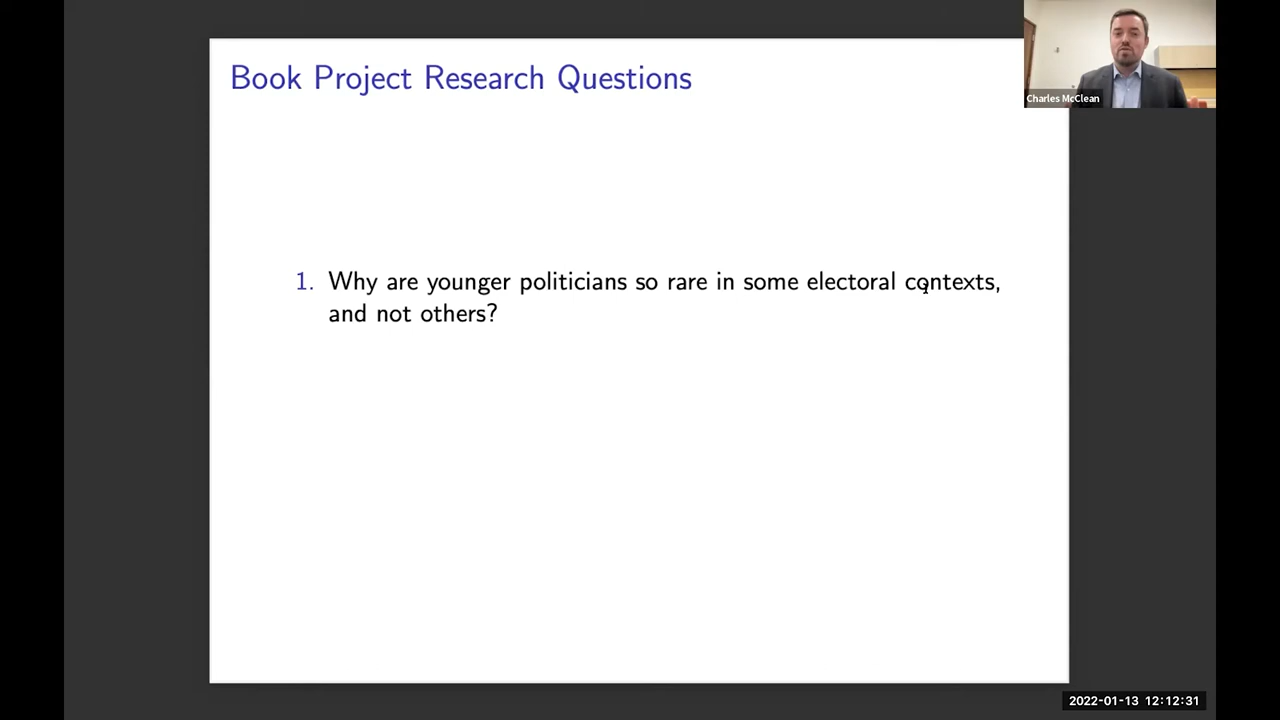 Book Project Research Questions
Charles McClean
1. Why are younger politicians so rare in some electoral contexts,
and not others?
2022-01-13 12:12:31